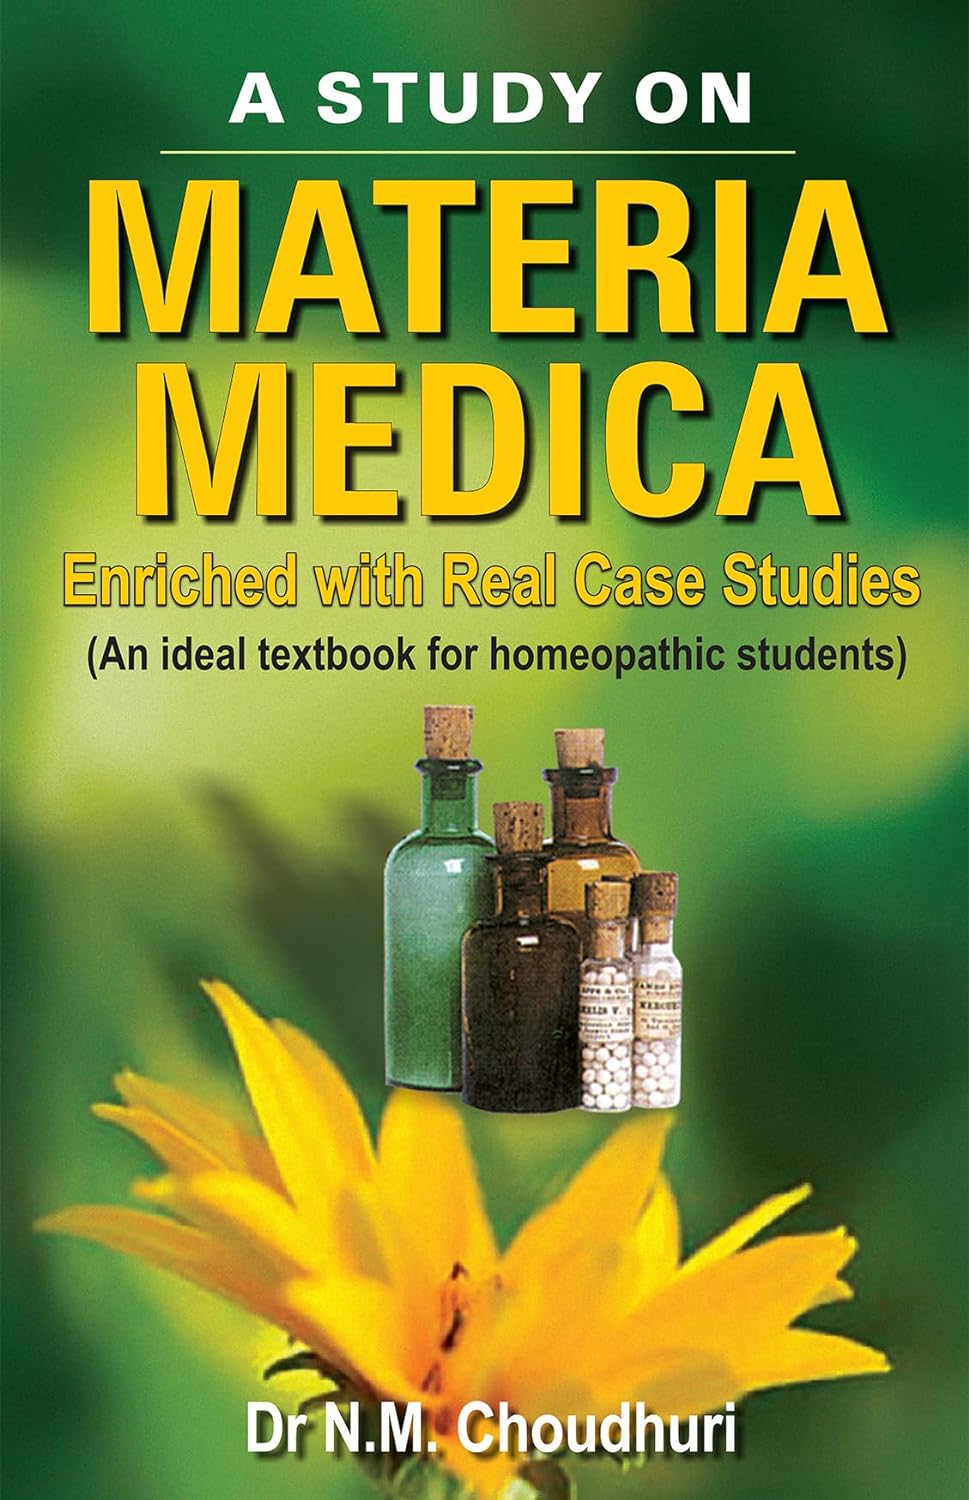 A STUDY ON
MATERIA
MEDICA
Enriched with Real Case Studies
(An ideal textbook for homeopathic students)
Dr N.M. Choudhuri